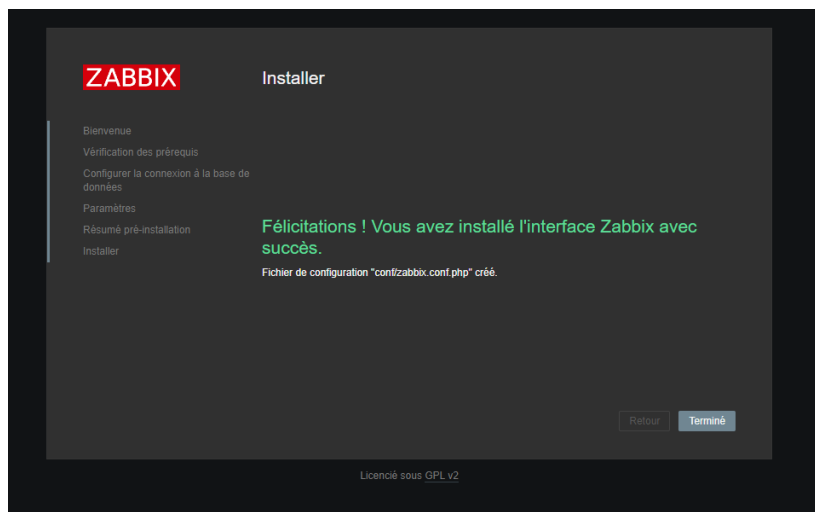 ZABBIX
Installer
Bienvenue
Vérification des prérequis
Configurer la connexion à la base de
données
Paramètres
Résumé pré-installation
Installer
Félicitations ! Vous avez installé l'interface Zabbix avec
succès.
Fichier de configuration "conf/zabbix.conf.php" créé.
Retour
Terminé
Licencié sous GPL v2